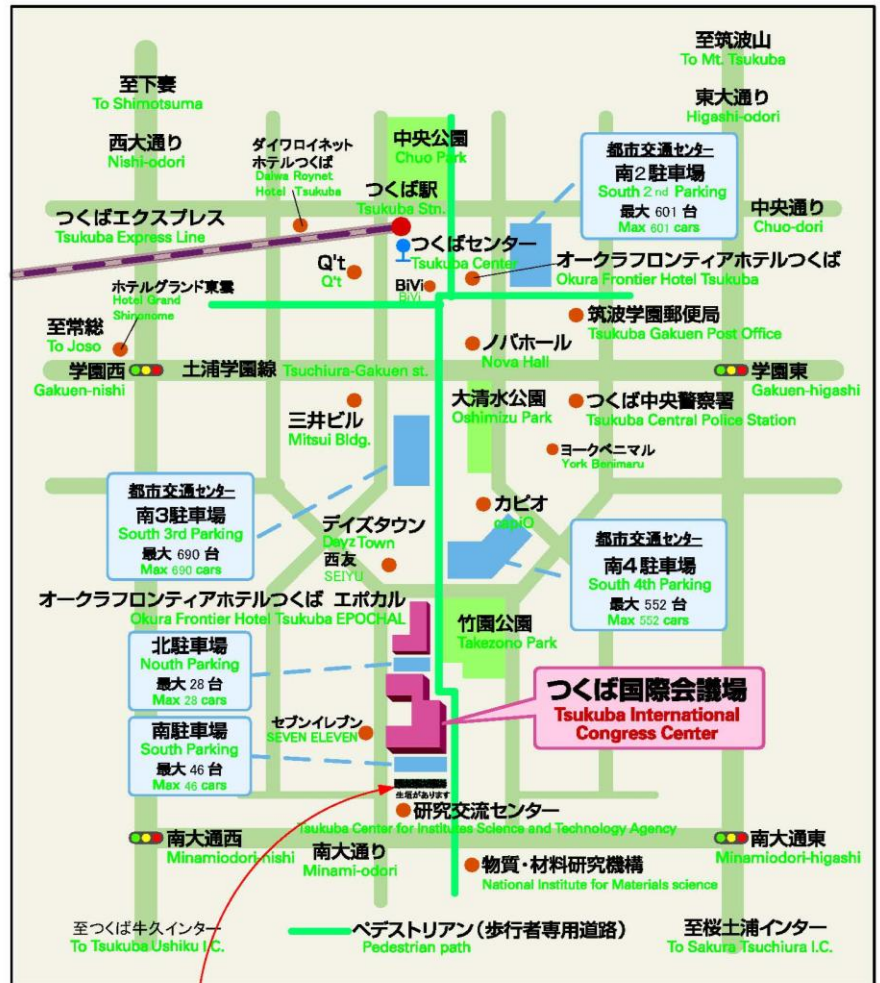 至筑波山
To Mt. Tsukuba
至下妻
To Shimotsuma
東大通り
Higashi-odori
西大通り
Nishi-odori
ダイワロイネット
ホテルつくば
Daiwa Roynet
Hotel Tsukuba
中央公園
Chuo Park
都市交通センター
南2駐車場
South 2nd Parking
最大 601 台
Max 601 cars
つくば駅
Tsukuba Stn.
中央通り
Chuo-dori
つくばエクスプレス
Tsukuba Express Line
つくばセンター
Tsukuba Center
オークラフロンティアホテルつくば
Okura Frontier Hotel Tsukuba
Q't
Q't
BiVi
BiVi
ホテルグランド東雲
Hotel Grand
Shinonome
筑波学園郵便局
Tsukuba Gakuen Post Office
至常総
To Joso
ノバホール
Nova Hall
学園西
Gakuen-nishi
土浦学園線 Tsuchiura-Gakuen st.
学園東
Gakuen-higashi
三井ビル
Mitsui Bldg.
大清水公園
Oshimizu Park
つくば中央警察署
Tsukuba Central Police Station
ヨークベニマル
York Benimaru
都市交通センター
南3駐車場
South 3rd Parking
最大 690 台
Max 690 cars
デイズタウン
Dayz Town
西友
SEIYU
カピオ
capiO
都市交通センター
南4駐車場
South 4th Parking
最大 552 台
Max 552 cars
オークラフロンティアホテルつくば エポカル
Okura Frontier Hotel Tsukuba EPOCHAL
竹園公園
Takezono Park
北駐車場
Nouth Parking
最大 28 台
Max 28 cars
つくば国際会議場
Tsukuba International
Congress Center
セブンイレブン
SEVEN ELEVEN
南駐車場
South Parking
最大 46 台
Max 46 cars
生垣があります
研究交流センター
Tsukuba Center for Institutes Science and Technology Agency
南大通西
Minamiodori-nishi
南大通り
Minami-odori
南大通東
Minamiodori-higashi
物質・材料研究機構
National Institute for Materials science
至つくば牛久インター
To Tsukuba Ushiku I.C.
ペデストリアン(歩行者専用道路)
Pedestrian path
至桜土浦インター
To Sakura Tsuchiura I.C.